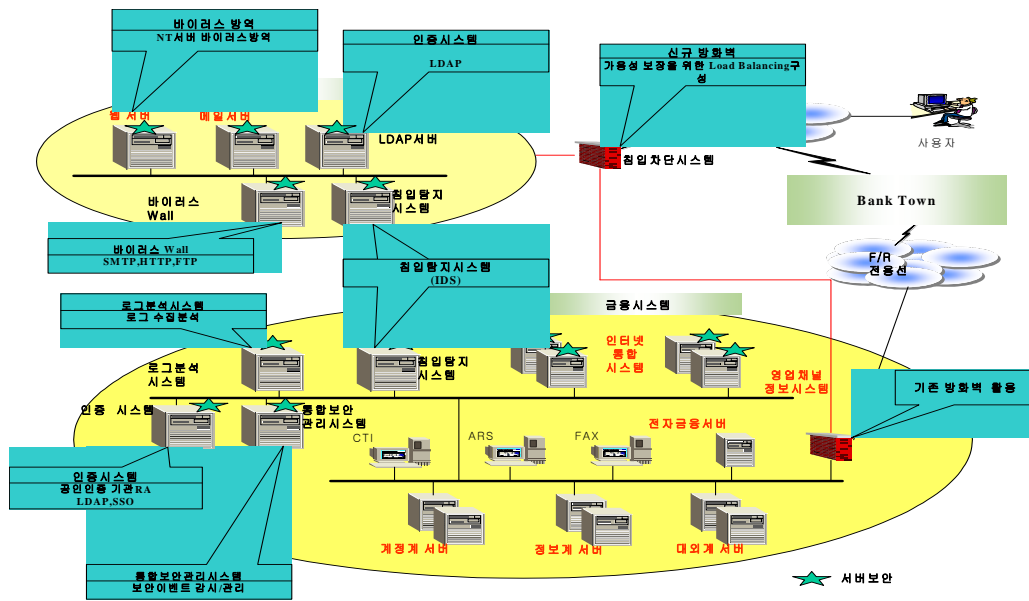 바이러스 방역
NT서버 바이러스방역
인증시스템
LDAP
신규 방화벽
가용성 보장을 위한 Load Balancing구
성
웹 서버
메일서버
LDAP서버
침입차단시스템
사용자
바이러스
Wall
침입탐지
시스템
Bank Town
바이러스 Wall
SMTP,HTTP,FTP
침입탐지시스템
(IDS)
F/R
전용선
로그분석시스템
로그 수집분석
금융시스템
로그분석
시스템
침입탐지
시스템
인터넷
통합
시스템
영업채널
정보시스템
기존 방화벽 활용
인증 시스템
통합보안
관리시스템
CTI
ARS
FAX
전자금융서버
인증시스템
공인인증 기관RA
LDAP,SSO
계정계 서버
정보계 서버
대외계 서버
통합보안관리시스템
보안이벤트 감시/관리
서버보안